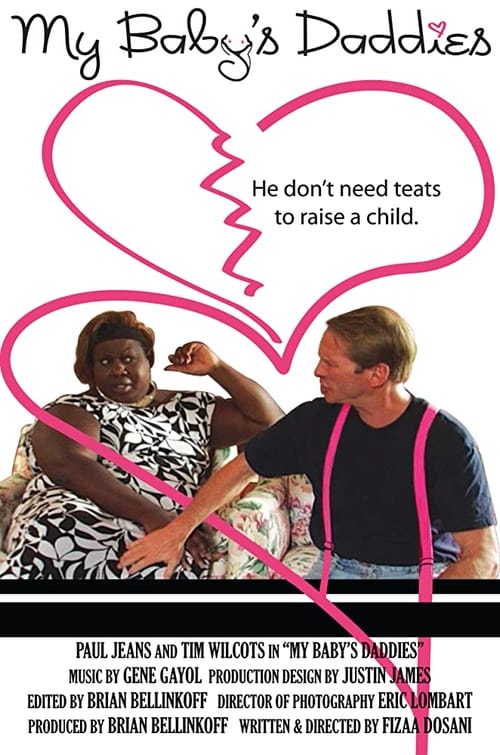 My Baby's Daddies
He don't need teats
to raise a child.
PAUL JEANS AND TIM WILCOTS IN "MY BABY'S DADDIES"
MUSIC BY GENE GAYOL PRODUCTION DESIGN BY JUSTIN JAMES
EDITED BY BRIAN BELLINKOFF DIRECTOR OF PHOTOGRAPHY ERIC LOMBART
PRODUCED BY BRIAN BELLINKOFF WRITTEN & DIRECTED BY FIZAA DOSANI